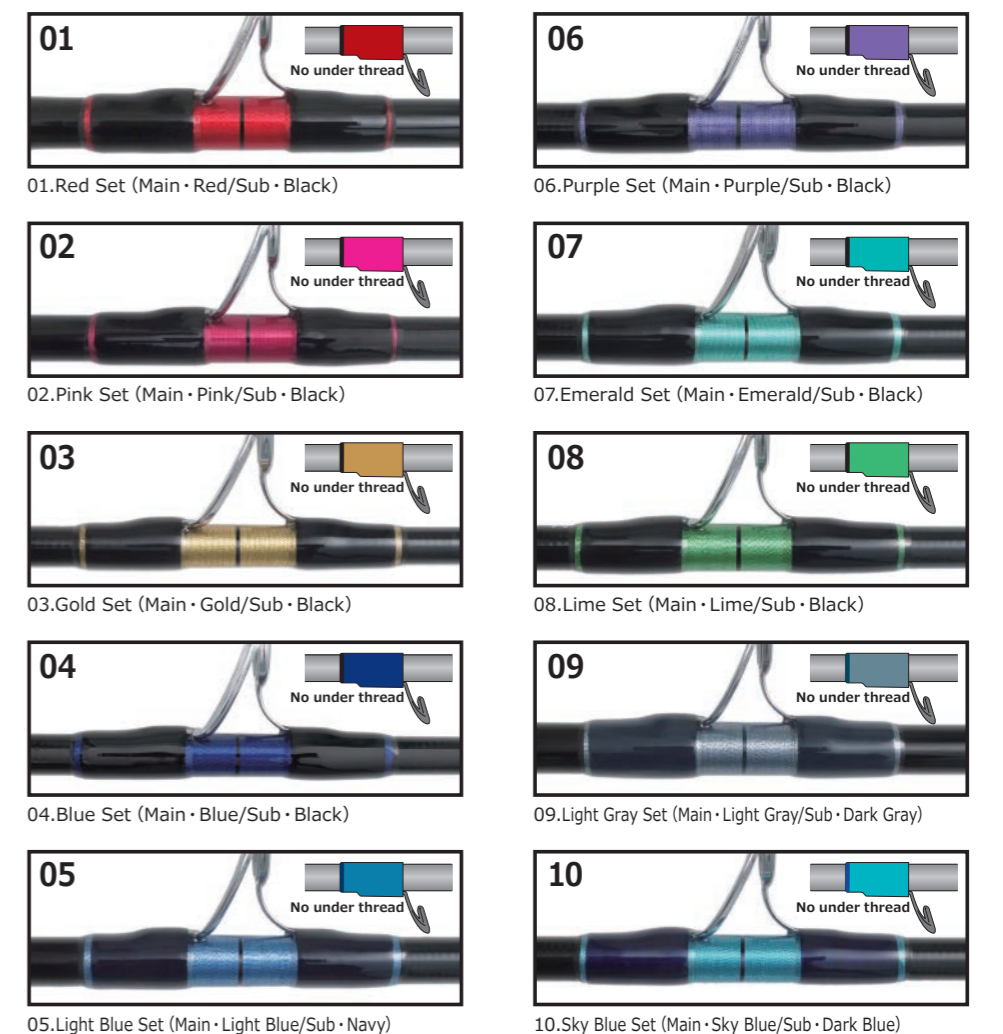 01
No under thread
01.Red Set (Main・Red/Sub・Black)
02
No under thread
02.Pink Set (Main・Pink/Sub・Black)
03
No under thread
03.Gold Set (Main・Gold/Sub・Black)
04
No under thread
04.Blue Set (Main・Blue/Sub・Black)
05
No under thread
05.Light Blue Set (Main・Light Blue/Sub・Navy)
06
No under thread
06.Purple Set (Main・Purple/Sub・Black)
07
No under thread
07.Emerald Set (Main・Emerald/Sub・Black)
08
No under thread
08.Lime Set (Main・Lime/Sub・Black)
09
No under thread
09.Light Gray Set (Main・Light Gray/Sub・Dark Gray)
10
No under thread
10.Sky Blue Set (Main・Sky Blue/Sub・Dark Blue)